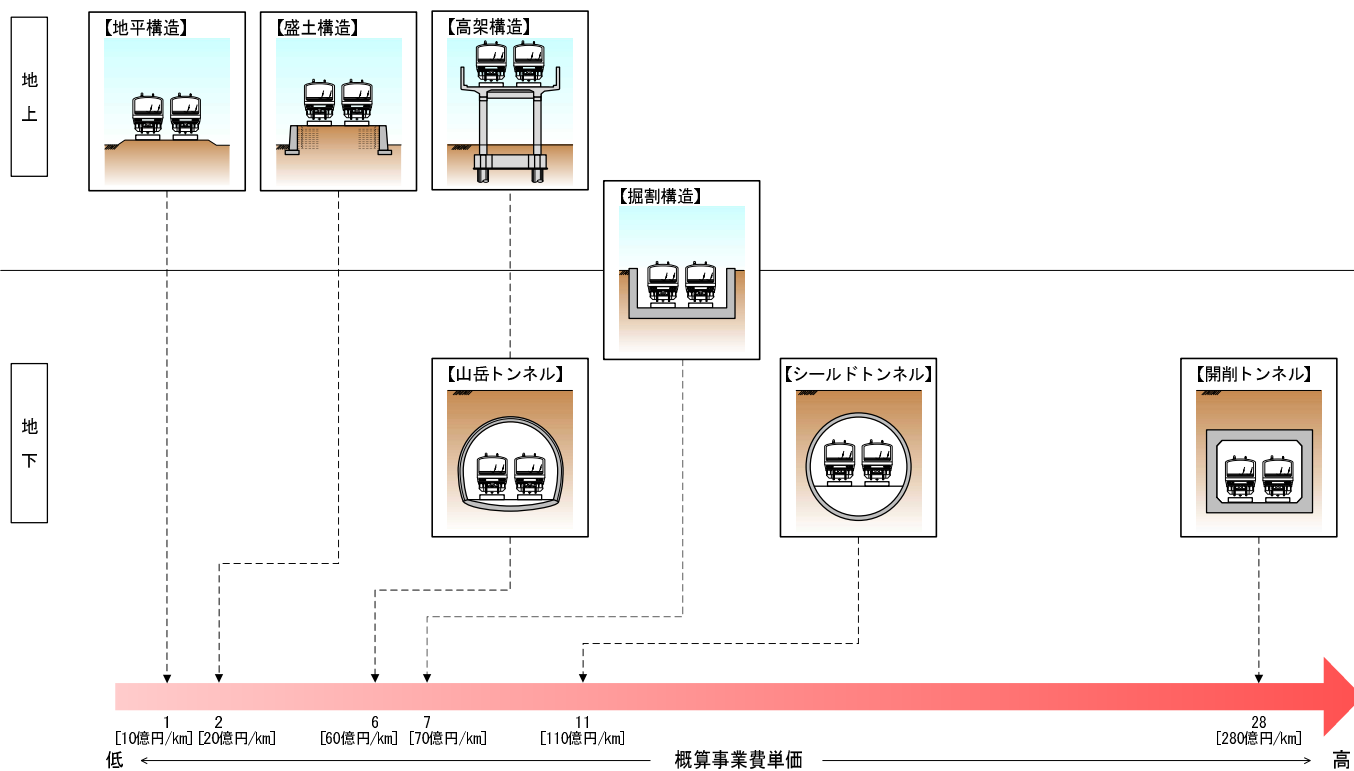 地上
【地平構造】
【盛土構造】
【高架構造】
【掘割構造】
地下
【山岳トンネル】
【シールドトンネル】
【開削トンネル】
1
[10億円/km]
2
[20億円/km]
6
[60億円/km]
7
[70億円/km]
11
[110億円/km]
28
[280億円/km]
低
概算事業費単価
高